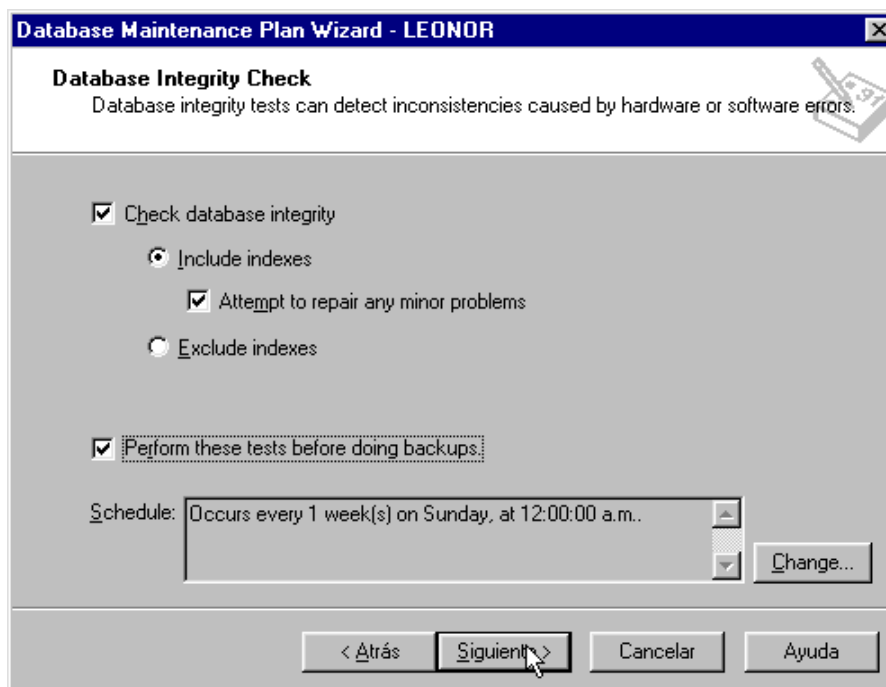 Database Maintenance Plan Wizard - LEONOR
Database Integrity Check
Database integrity tests can detect inconsistencies caused by hardware or software errors.
Check database integrity
Include indexes
Attempt to repair any minor problems
Exclude indexes
Perform these tests before doing backups.
Schedule: Occurs every 1 week(s) on Sunday, at 12:00:00 a.m..
Change...
< Atrás Siguiente > Cancelar Ayuda